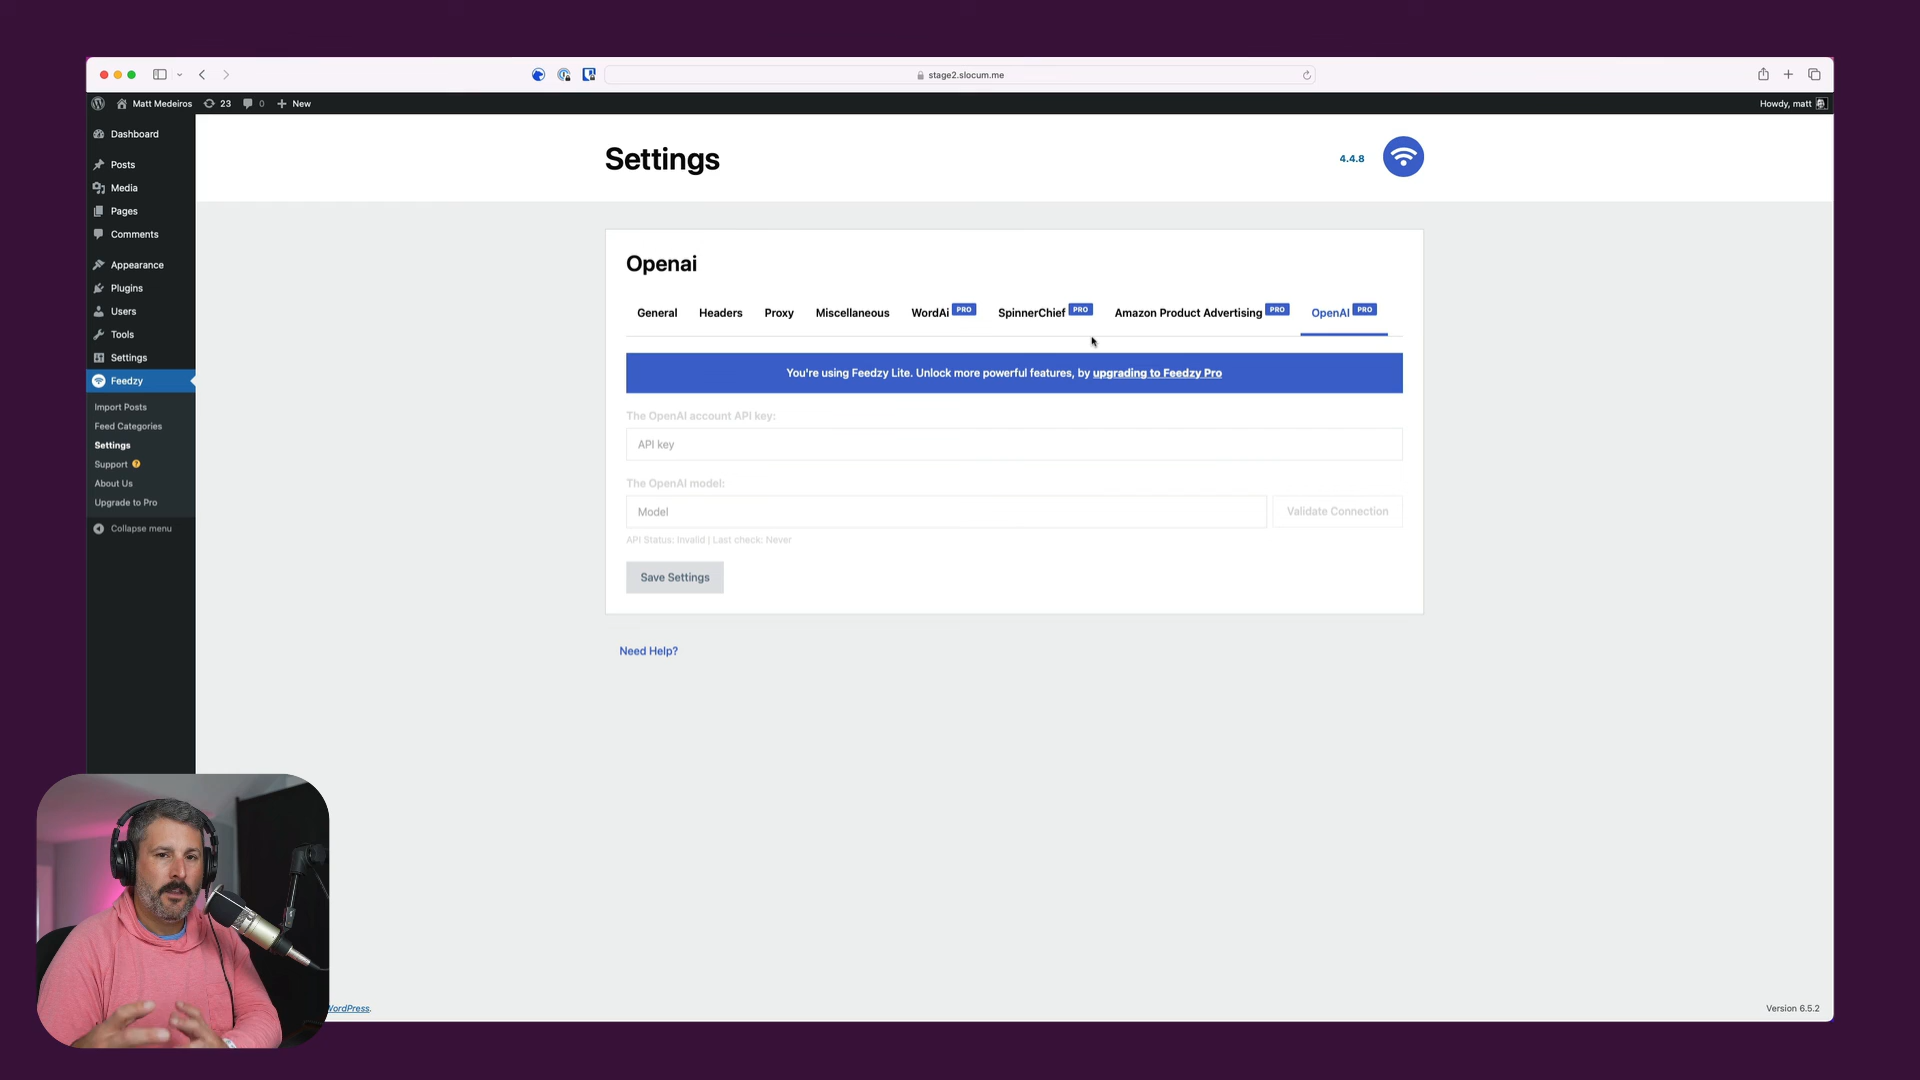 stage2.slocum.me
Matt Medeiros
23
0
New
Howdy, matt
Dashboard
Posts
Media
Pages
Comments
Appearance
Plugins
Users
Tools
Settings
Feedzy
Import Posts
Feed Categories
Settings
Support ?
About Us
Upgrade to Pro
Collapse menu
Settings
4.4.8
Openai
General
Headers
Proxy
Miscellaneous
WordAi PRO
SpinnerChief PRO
Amazon Product Advertising PRO
OpenAI PRO
You're using Feedzy Lite. Unlock more powerful features, by upgrading to Feedzy Pro
The OpenAI account API key:
API key
The OpenAI model:
Model
Validate Connection
API Status: Invalid | Last check: Never
Save Settings
Need Help?
WordPress.
Version 6.5.2